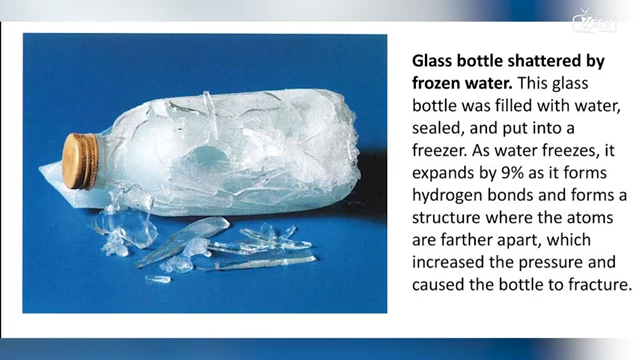 Glass bottle shattered by
frozen water. This glass
bottle was filled with water,
sealed, and put into a
freezer. As water freezes, it
expands by 9% as it forms
hydrogen bonds and forms a
structure where the atoms
are farther apart, which
increased the pressure and
caused the bottle to fracture.